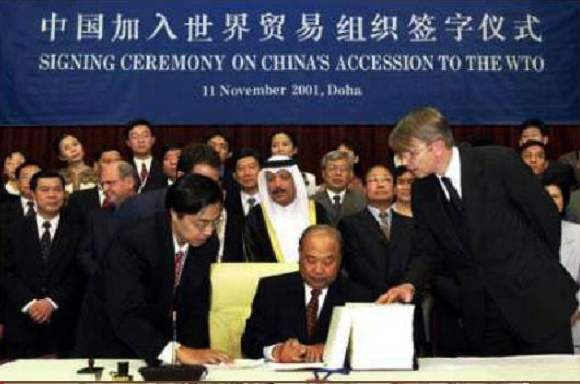 中国加入世界贸易组织签字仪式
SIGNING CEREMONY ON CHINA'S ACCESSION TO THE WTO
11 November 2001, Doha